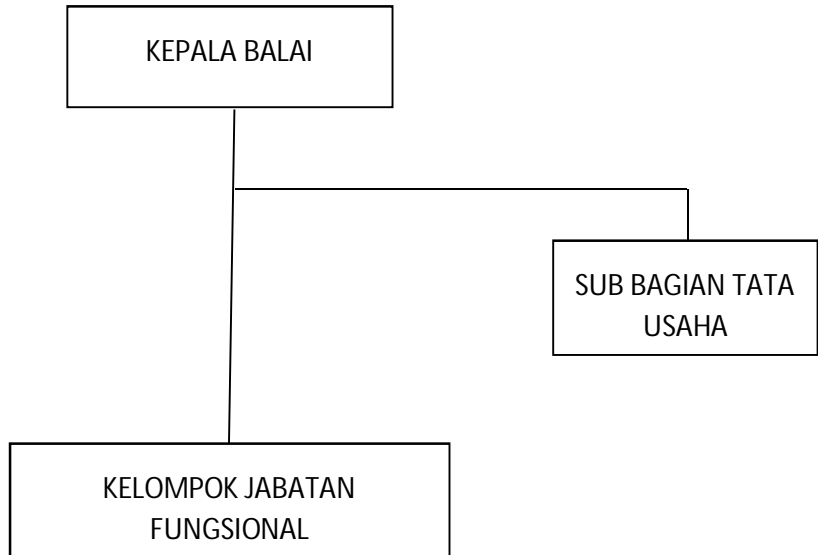 KEPALA BALAI
SUB BAGIAN TATA
USAHA
KELOMPOK JABATAN
FUNGSIONAL